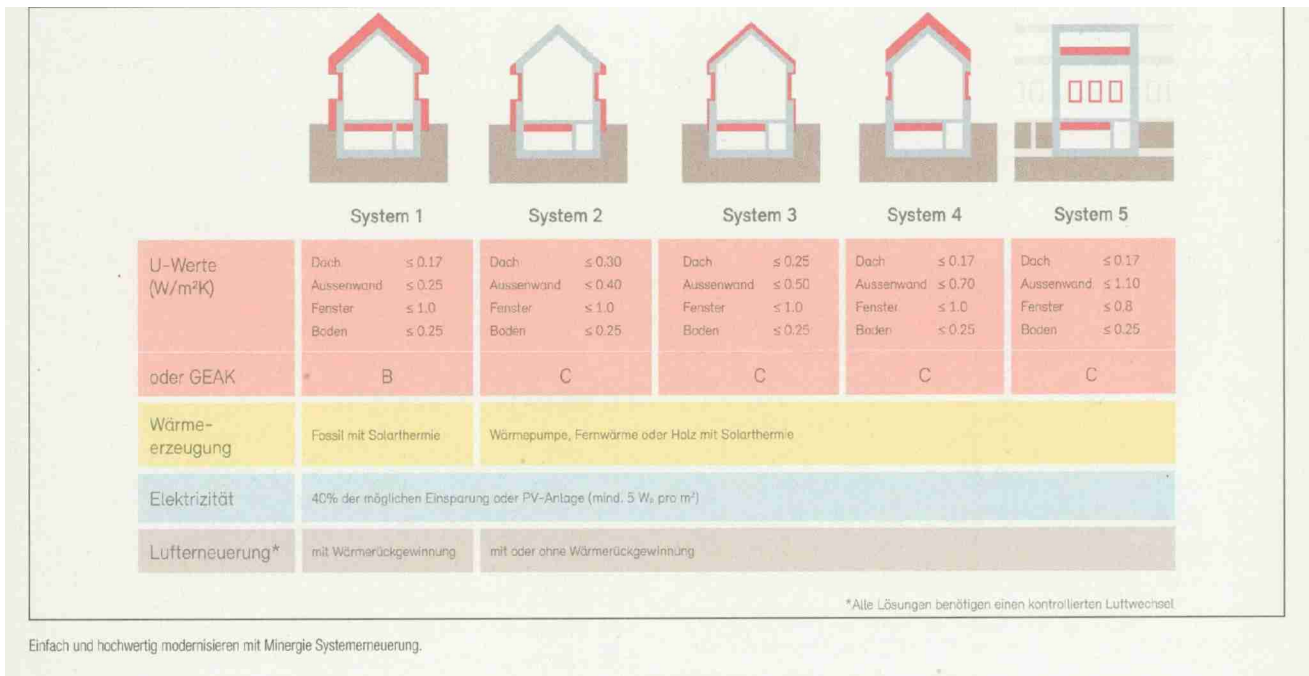 System 1
System 2
System 3
System 4
System 5
U-Werte
(W/m²K)
Dach ≤ 0.17
Aussenwand ≤ 0.25
Fenster ≤ 1.0
Boden ≤ 0.25
Dach ≤ 0.30
Aussenwand ≤ 0.40
Fenster ≤ 1.0
Boden ≤ 0.25
Dach ≤ 0.25
Aussenwand ≤ 0.50
Fenster ≤ 1.0
Boden ≤ 0.25
Dach ≤ 0.17
Aussenwand ≤ 0.70
Fenster ≤ 1.0
Boden ≤ 0.25
Dach ≤ 0.17
Aussenwand ≤ 1.10
Fenster ≤ 0.8
Boden ≤ 0.25
oder GEAK
B
C
C
C
C
Wärme-
erzeugung
Fossil mit Solarthermie
Wärmepumpe, Fernwärme oder Holz mit Solarthermie
Elektrizität
40% der möglichen Einsparung oder PV-Anlage (mind. 5 Wₚ pro m²)
Lufterneuerung*
mit Wärmerückgewinnung
mit oder ohne Wärmerückgewinnung
*Alle Lösungen benötigen einen kontrollierten Luftwechsel
Einfach und hochwertig modernisieren mit Minergie Systemerneuerung.